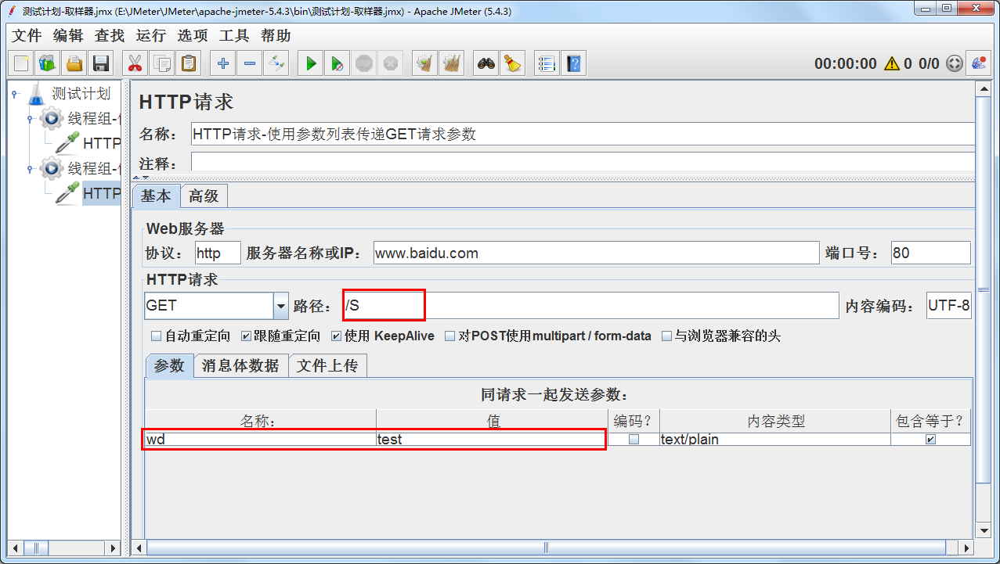 测试计划-取样器.jmx (E:\JMeter\JMeter\apache-jmeter-5.4.3\bin\测试计划-取样器.jmx) - Apache JMeter (5.4.3)
文件 编辑 查找 运行 选项 工具 帮助
00:00:00 0 0/0
测试计划
线程组-
HTTP
线程组-
HTTP
HTTP请求
名称: HTTP请求-使用参数列表传递GET请求参数
注释:
基本 高级
Web服务器
协议: http 服务器名称或IP: www.baidu.com 端口号: 80
HTTP请求
GET 路径: /S 内容编码: UTF-8
自动重定向 跟随重定向 使用 KeepAlive 对POST使用multipart / form-data 与浏览器兼容的头
参数 消息体数据 文件上传
同请求一起发送参数:
名称: 值 编码? 内容类型 包含等于?
wd test text/plain